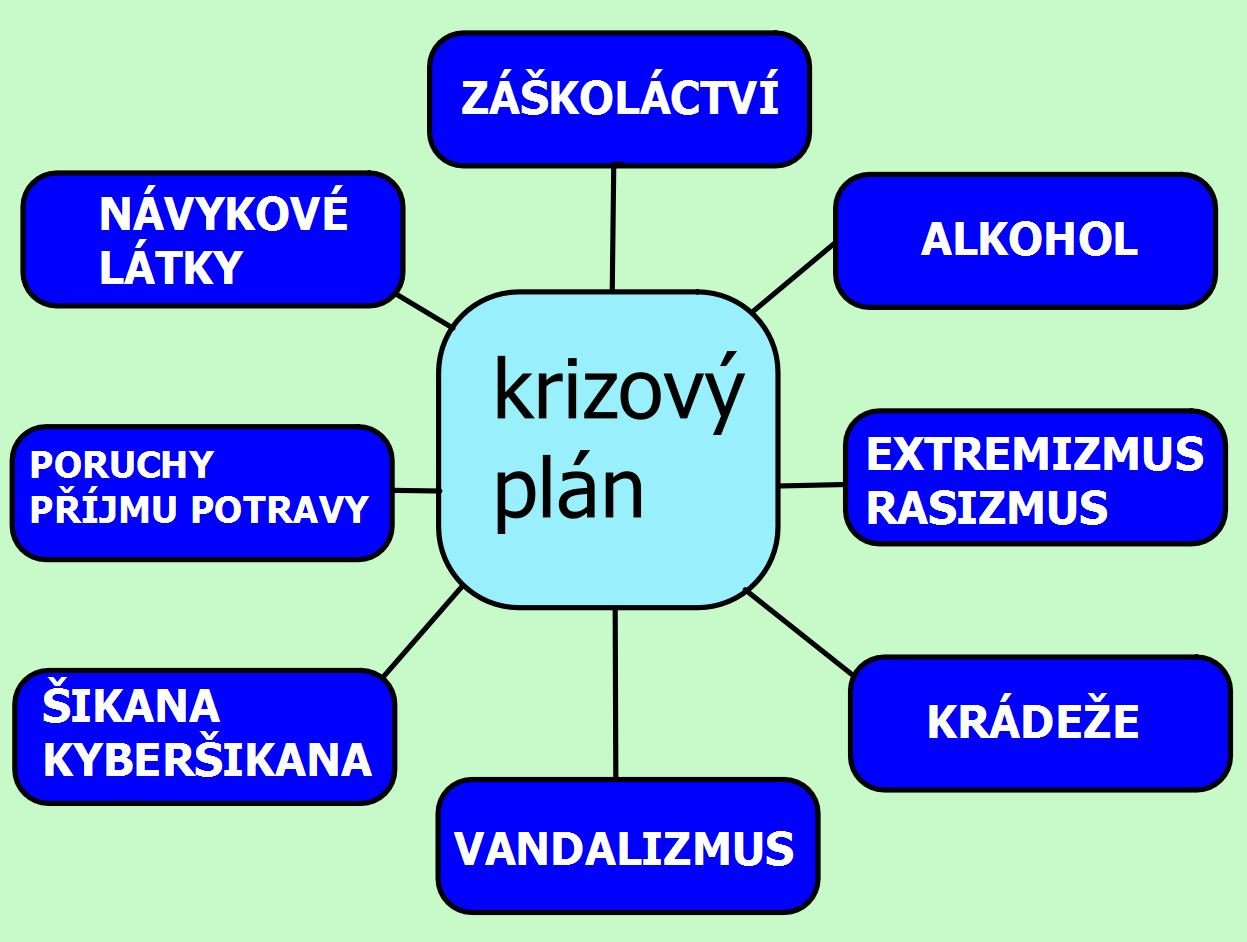 ZÁŠKOLÁCTVÍ
NÁVYKOVÉ
LÁTKY
ALKOHOL
krizový
plán
PORUCHY
PŘÍJMU POTRAVY
EXTREMIZMUS
RASIZMUS
ŠIKANA
KYBERŠIKANA
KRÁDEŽE
VANDALIZMUS